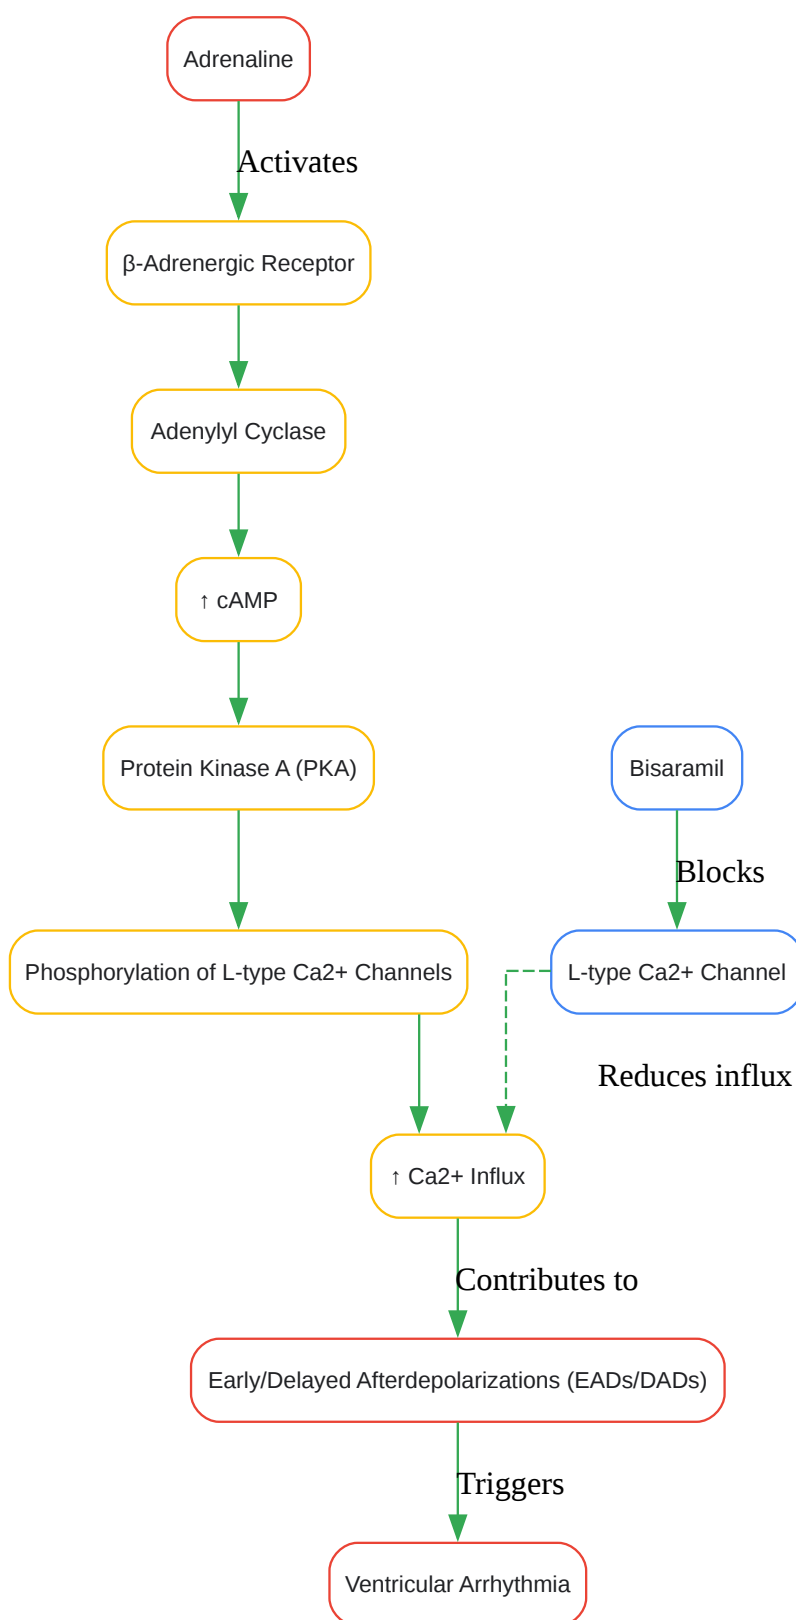 Adrenaline
Activates
β-Adrenergic Receptor
Adenylyl Cyclase
↑ cAMP
Protein Kinase A (PKA)
Bisaramil
Blocks
Phosphorylation of L-type Ca2+ Channels
L-type Ca2+ Channel
Reduces influx
↑ Ca2+ Influx
Contributes to
Early/Delayed Afterdepolarizations (EADs/DADs)
Triggers
Ventricular Arrhythmia